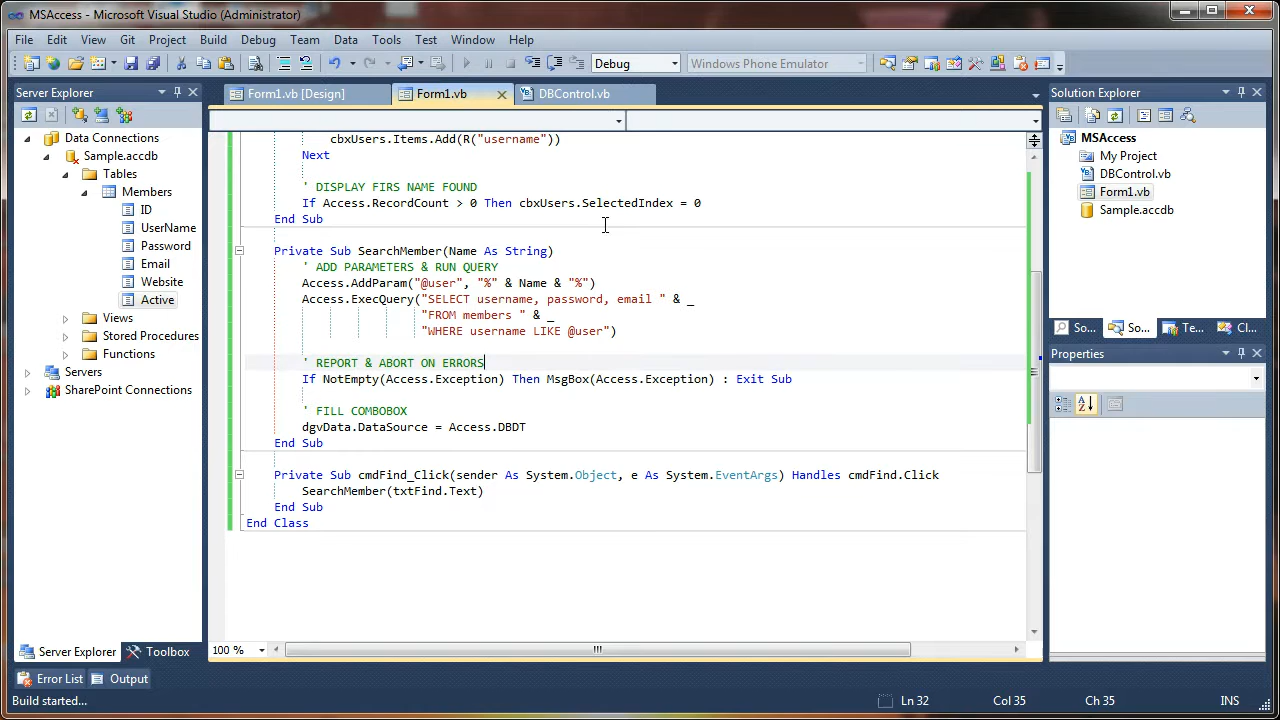 MSAccess - Microsoft Visual Studio (Administrator)
File Edit View Git Project Build Debug Team Data Tools Test Window Help
Debug
Windows Phone Emulator
Server Explorer
Data Connections
Sample.accdb
Tables
Members
ID
UserName
Password
Email
Website
Active
Views
Stored Procedures
Functions
Servers
SharePoint Connections
Server Explorer
Toolbox
Form1.vb [Design]
Form1.vb
DBControl.vb
cbxUsers.Items.Add(R("username"))
Next
' DISPLAY FIRS NAME FOUND
If Access.RecordCount > 0 Then cbxUsers.SelectedIndex = 0
End Sub
Private Sub SearchMember(Name As String)
' ADD PARAMETERS & RUN QUERY
Access.AddParam("@user", "%" & Name & "%")
Access.ExecQuery("SELECT username, password, email " & _
"FROM members " & _
"WHERE username LIKE @user")
' REPORT & ABORT ON ERRORS
If NotEmpty(Access.Exception) Then MsgBox(Access.Exception) : Exit Sub
' FILL COMBOBOX
dgvData.DataSource = Access.DBDT
End Sub
Private Sub cmdFind_Click(sender As System.Object, e As System.EventArgs) Handles cmdFind.Click
SearchMember(txtFind.Text)
End Sub
End Class
100 %
Solution Explorer
MSAccess
My Project
DBControl.vb
Form1.vb
Sample.accdb
So... So... Te... Cl...
Properties
Error List
Output
Build started...
Ln 32
Col 35
Ch 35
INS